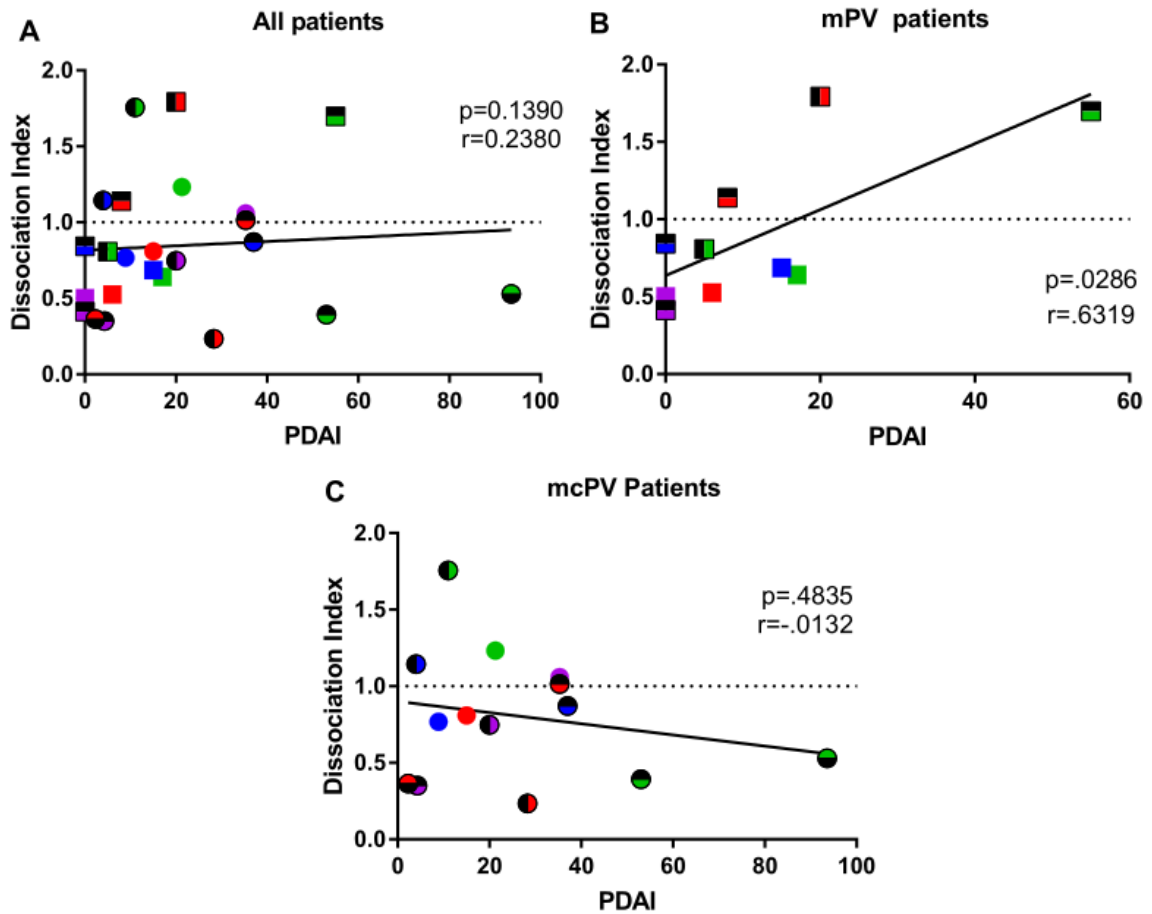 A
All patients
2.0
1.5
1.0
0.5
0.0
Dissociation Index
p=0.1390
r=0.2380
0 20 40 60 80 100
PDAI
B
mPV patients
2.0
1.5
1.0
0.5
0.0
Dissociation Index
p=.0286
r=.6319
0 20 40 60
PDAI
C
mcPV Patients
2.0
1.5
1.0
0.5
0.0
Dissociation Index
p=.4835
r=-.0132
0 20 40 60 80 100
PDAI